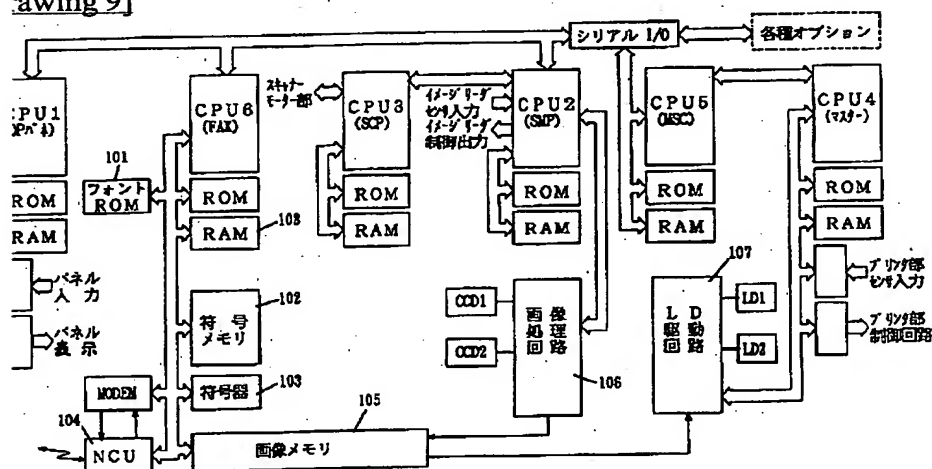 rawing 9]
シリアル I/O
各種オプション
CPU1
CPU6
(FAX)
スキャナー
モーター部
CPU3
(SCP)
イメージリーダ
センサ入力
イメージリーダ
制御出力
CPU2
(SMP)
CPU5
(MSC)
CPU4
(マスター)
101
フォント
ROM
ROM
RAM
ROM
RAM
108
ROM
RAM
ROM
RAM
ROM
RAM
ROM
RAM
パネル
入力
パネル
表示
102
符号
メモリ
CCD1
CCD2
画像
処理
回路
106
107
LD
駆動
回路
LD1
LD2
プリンタ部
センサ入力
プリンタ部
制御回路
MODEM
符号器
103
104
NCU
105
画像メモリ